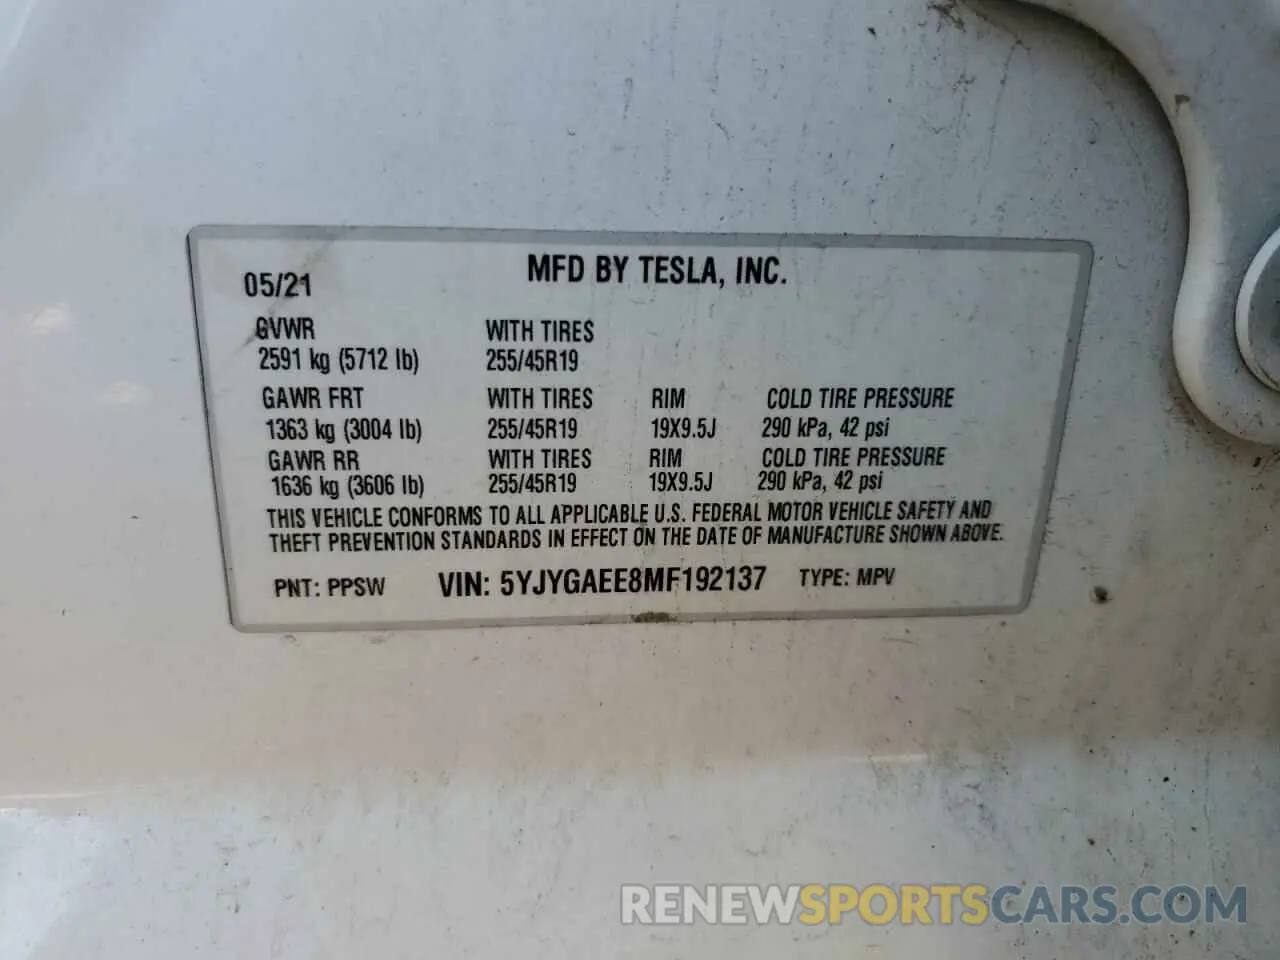 05/21 MFD BY TESLA, INC.
GVWR WITH TIRES
2591 kg (5712 lb) 255/45R19
GAWR FRT WITH TIRES RIM COLD TIRE PRESSURE
1363 kg (3004 lb) 255/45R19 19X9.5J 290 kPa, 42 psi
GAWR RR WITH TIRES RIM COLD TIRE PRESSURE
1636 kg (3606 lb) 255/45R19 19X9.5J 290 kPa, 42 psi
THIS VEHICLE CONFORMS TO ALL APPLICABLE U.S. FEDERAL MOTOR VEHICLE SAFETY AND
THEFT PREVENTION STANDARDS IN EFFECT ON THE DATE OF MANUFACTURE SHOWN ABOVE.
PNT: PPSW VIN: 5YJYGAEE8MF192137 TYPE: MPV
RENEWSPORTSCARS.COM